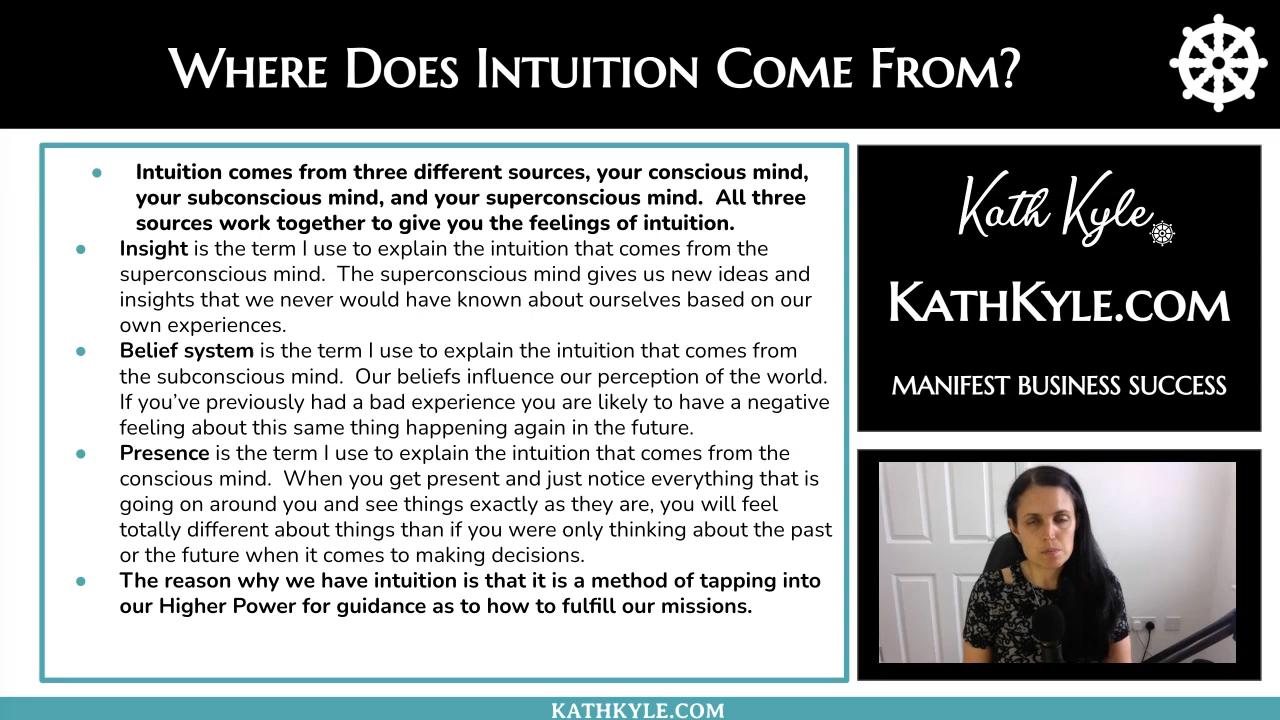 Where Does Intuition Come From?
Intuition comes from three different sources, your conscious mind,
your subconscious mind, and your superconscious mind.  All three
sources work together to give you the feelings of intuition.
Insight is the term I use to explain the intuition that comes from the
superconscious mind.  The superconscious mind gives us new ideas and
insights that we never would have known about ourselves based on our
own experiences.
Belief system is the term I use to explain the intuition that comes from
the subconscious mind.  Our beliefs influence our perception of the world.
If you’ve previously had a bad experience you are likely to have a negative
feeling about this same thing happening again in the future.
Presence is the term I use to explain the intuition that comes from the
conscious mind.  When you get present and just notice everything that is
going on around you and see things exactly as they are, you will feel
totally different about things than if you were only thinking about the past
or the future when it comes to making decisions.
The reason why we have intuition is that it is a method of tapping into
our Higher Power for guidance as to how to fulfill our missions.
Kath Kyle
KathKyle.com
MANIFEST BUSINESS SUCCESS
KATHKYLE.COM